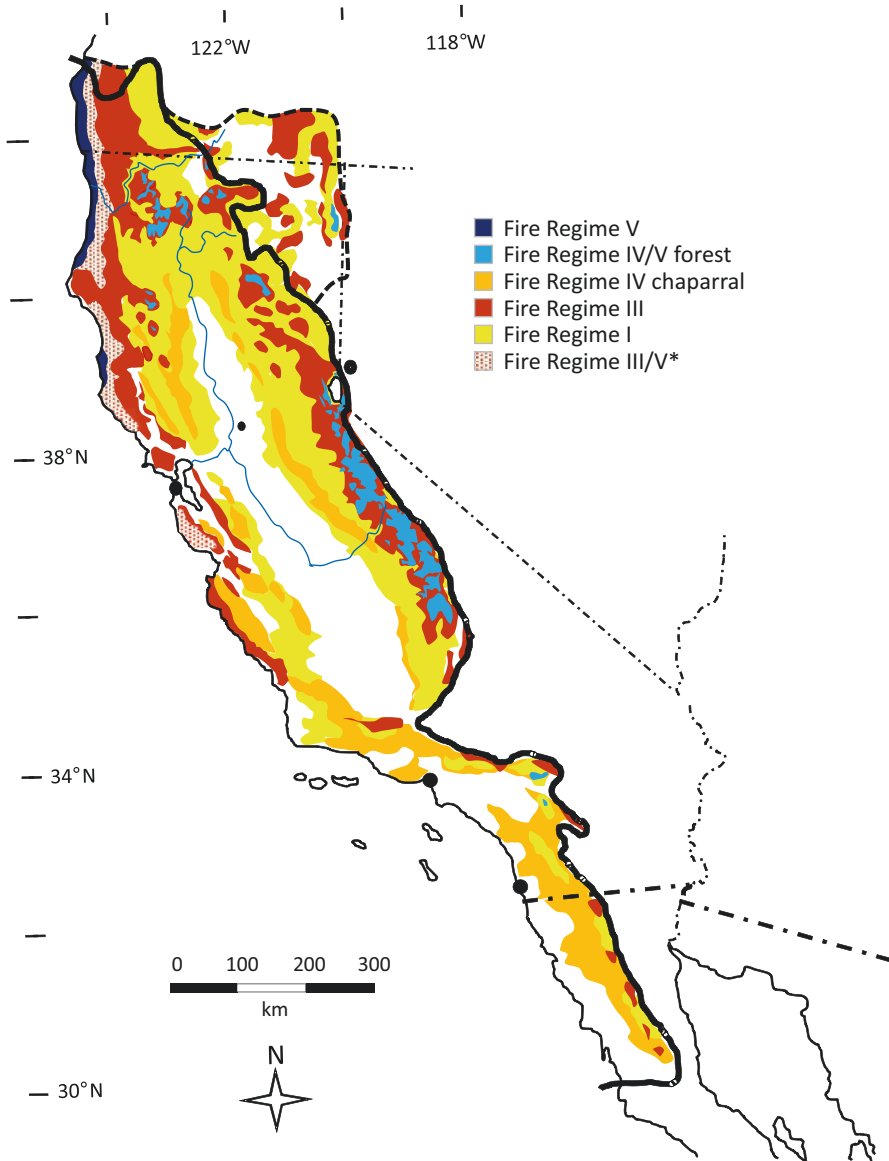 122°W
118°W
Fire Regime V
Fire Regime IV/V forest
Fire Regime IV chaparral
Fire Regime III
Fire Regime I
Fire Regime III/V*
38°N
34°N
0 100 200 300
km
N
30°N